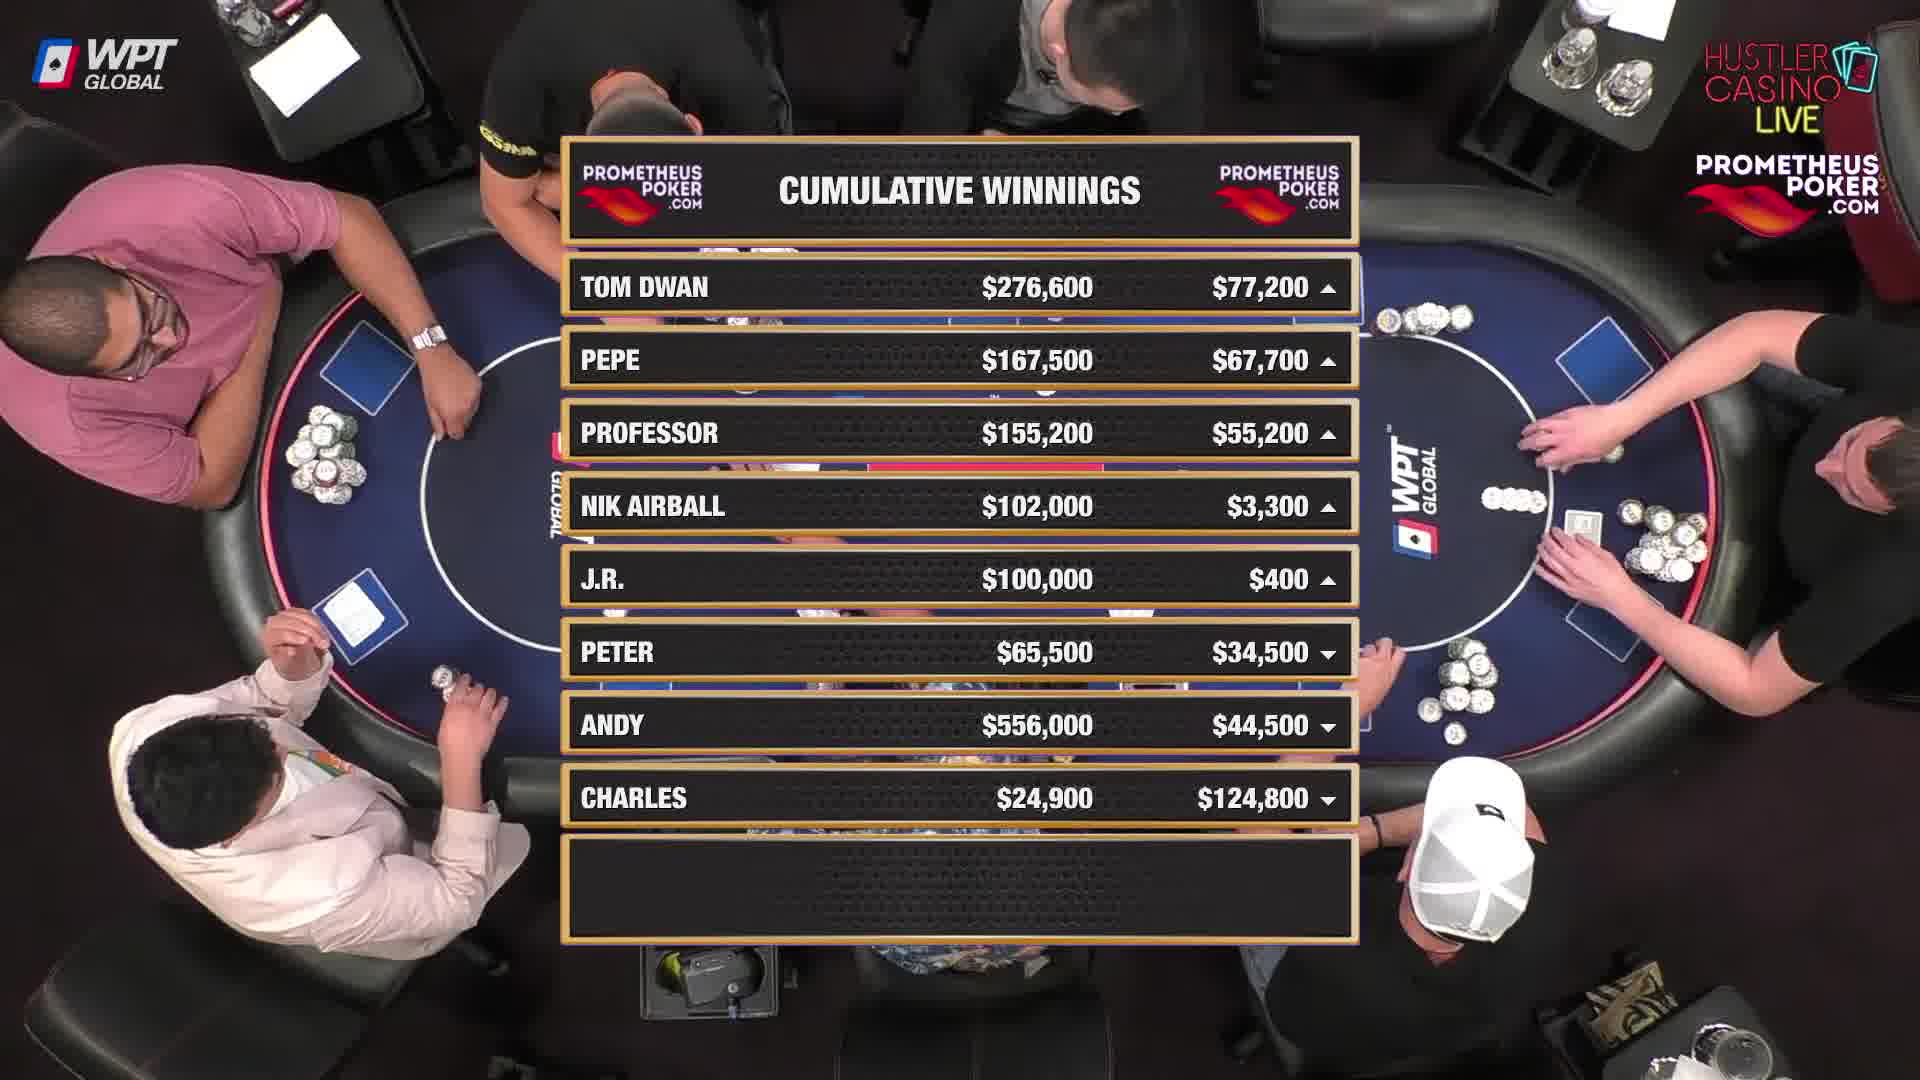 WPT
GLOBAL
HUSTLER
CASINO
LIVE
PROMETHEUS
POKER
.COM
PROMETHEUS
POKER
.COM
CUMULATIVE WINNINGS
PROMETHEUS
POKER
.COM
TOM DWAN $276,600 $77,200
PEPE $167,500 $67,700
PROFESSOR $155,200 $55,200
NIK AIRBALL $102,000 $3,300
J.R. $100,000 $400
PETER $65,500 $34,500
ANDY $556,000 $44,500
CHARLES $24,900 $124,800
GLOBAL
WPT
GLOBAL